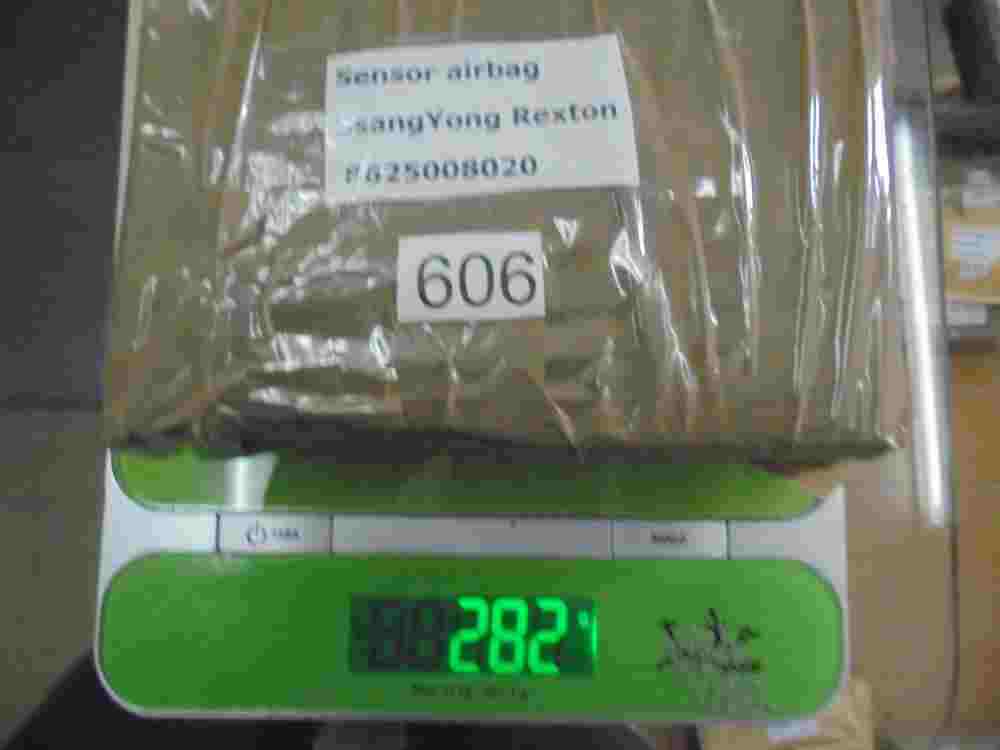 Sensor airbag
SsangYong Rexton
8625008020
606
282